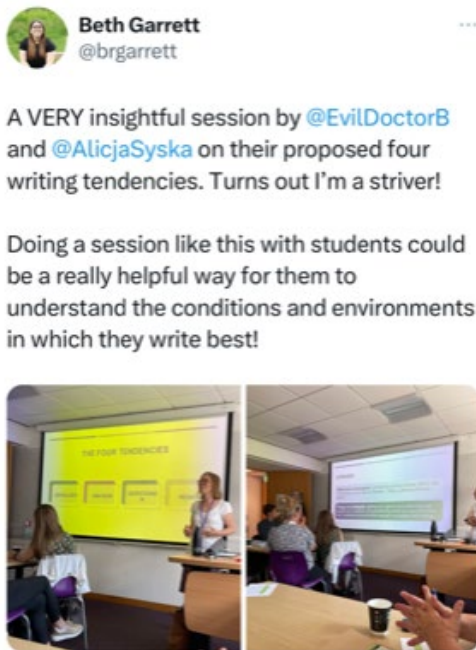 Beth Garrett
@brgarrett
A VERY insightful session by @EvilDoctorB
and @AlicjaSyska on their proposed four
writing tendencies. Turns out I'm a striver!
Doing a session like this with students could
be a really helpful way for them to
understand the conditions and environments
in which they write best!
THE FOUR TENDENCIES